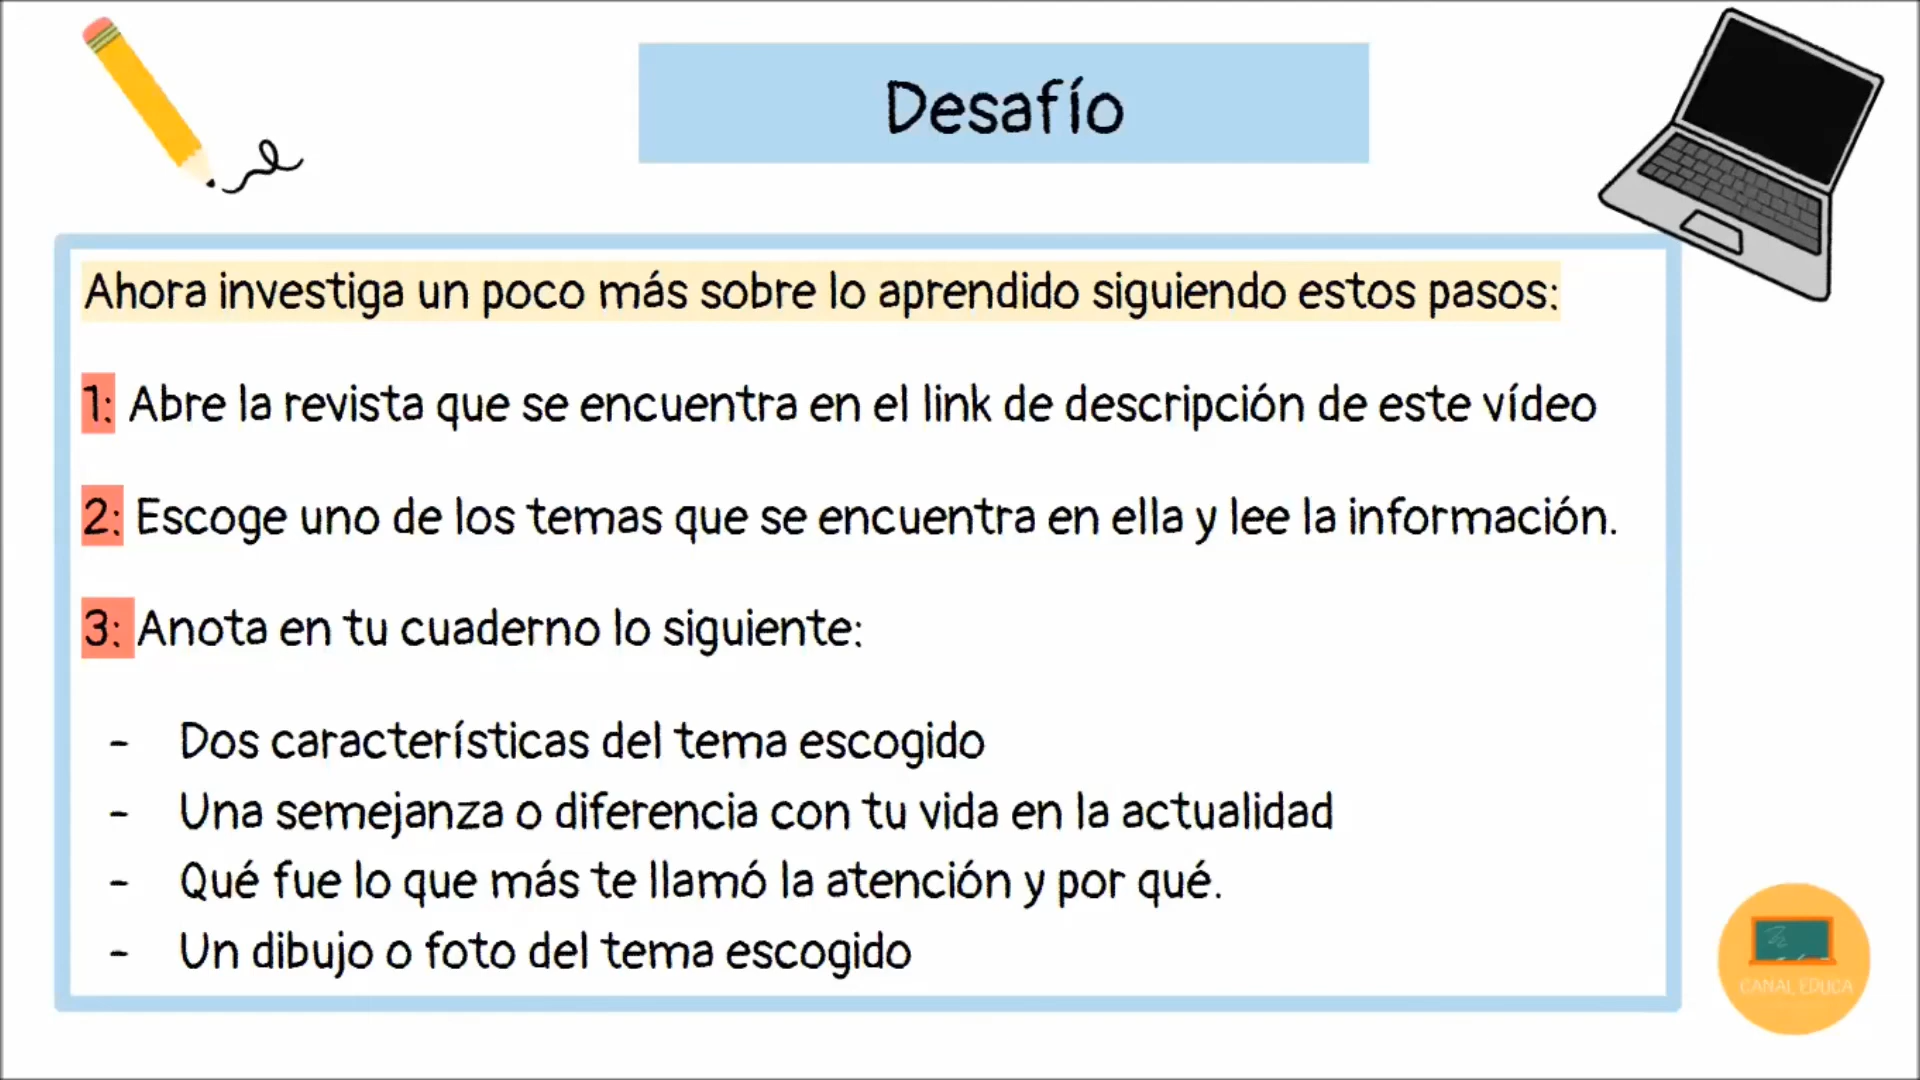 Desafío
Ahora investiga un poco más sobre lo aprendido siguiendo estos pasos:
1: Abre la revista que se encuentra en el link de descripción de este vídeo
2: Escoge uno de los temas que se encuentra en ella y lee la información.
3: Anota en tu cuaderno lo siguiente:
- Dos características del tema escogido
- Una semejanza o diferencia con tu vida en la actualidad
- Qué fue lo que más te llamó la atención y por qué.
- Un dibujo o foto del tema escogido
CANAL EDUCA